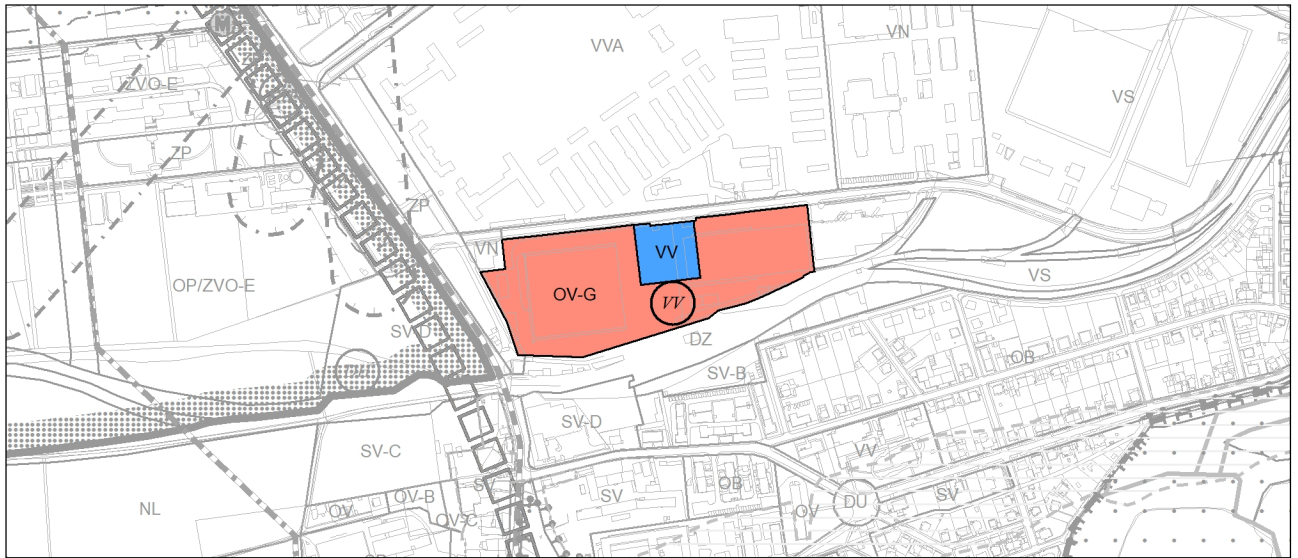 M
VVA
VN
ZVO-E
VS
ZP
ZP
VN
VV
OP/ZVO-E
OV-G
VV
VS
SV-D
DZ
OB
SV-B
SV-D
SV-C
VV
OV-B
SV
SV
OB
SV
NL
OV
OV-C
OV
DU